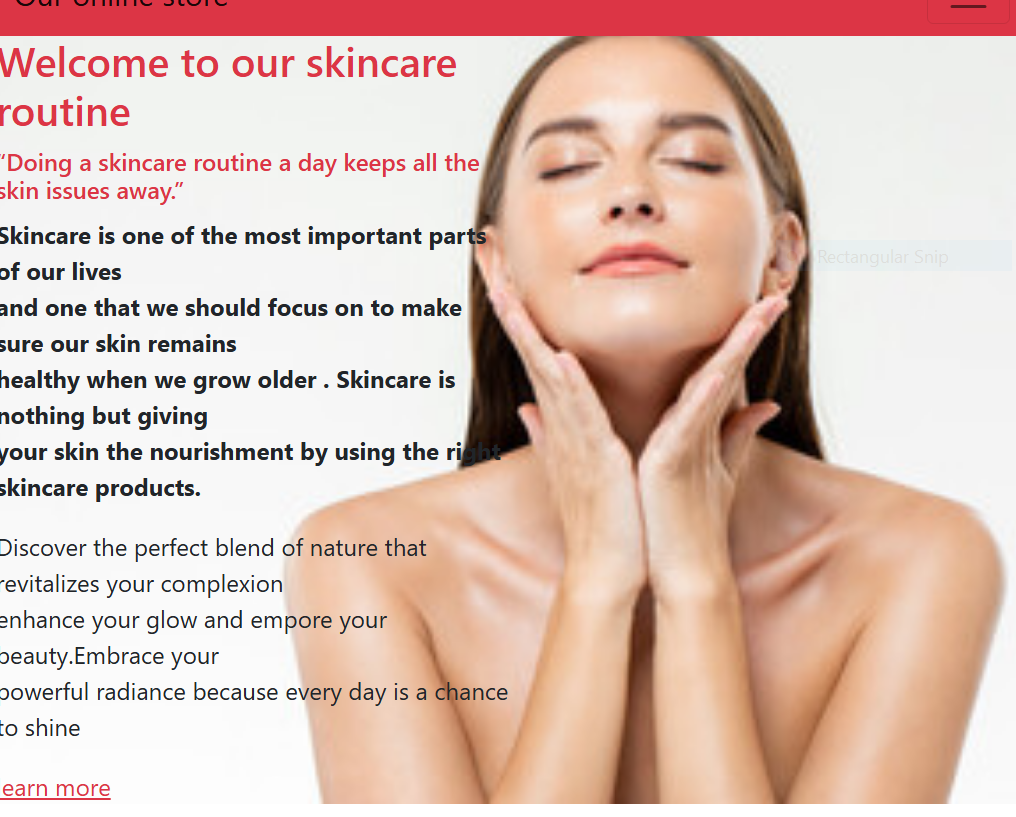 Our online store
Welcome to our skincare
routine
“Doing a skincare routine a day keeps all the
skin issues away.”
Skincare is one of the most important parts
of our lives
and one that we should focus on to make
sure our skin remains
healthy when we grow older . Skincare is
nothing but giving
your skin the nourishment by using the right
skincare products.
Rectangular Snip
Discover the perfect blend of nature that
revitalizes your complexion
enhance your glow and empore your
beauty.Embrace your
powerful radiance because every day is a chance
to shine
earn more